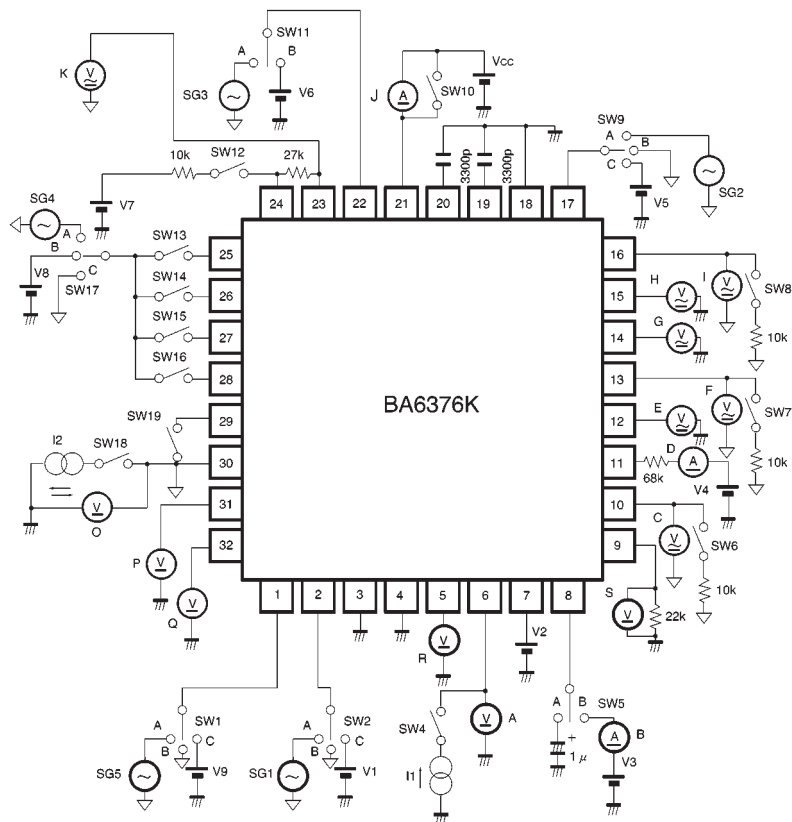 SW11
A
B
K
V
SG3
V6
J
A
SW10
Vcc
3300p
3300p
SW9
A
B
C
V5
SG2
10k
SW12
27k
V7
24
23
22
21
20
19
18
17
SG4
A
B
C
V8
SW17
SW13
SW14
SW15
SW16
25
26
27
28
29
30
31
32
BA6376K
16
15
14
13
12
11
10
9
H
V
G
V
I
V
SW8
10k
E
V
F
V
SW7
10k
D
A
68k
V4
C
V
SW6
10k
S
V
22k
SW19
I2
SW18
V
O
P
V
Q
V
1
2
3
4
5
6
7
8
R
V
V2
SW1
A
B
C
SG5
V9
SW2
A
B
C
SG1
V1
SW4
I1
V
A
SW5
A
B
+
1μ
A
B
V3